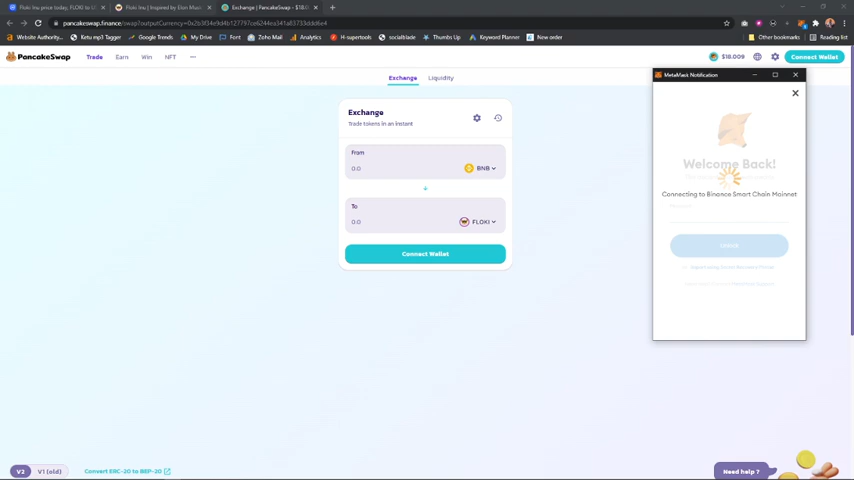 Floki Inu price today, FLOKI to U
Floki Inu | Inspired by Elon Mus
Exchange | PancakeSwap - $18.0
pancakeswap.finance/swap?outputCurrency=0x2b3f34e9d4b127797c6244ea341a83733ddd6e4
Website Authority...
Ketu mp3 Tagger
Google Trends
My Drive
Font
Zoho Mail
Analytics
H-supertools
socialblade
Thumbs Up
Keyword Planner
New order
Other bookmarks
Reading list
PancakeSwap
Trade
Earn
Win
NFT
$18.009
Connect Wallet
Exchange
Liquidity
MetaMask Notification
Exchange
Trade tokens in an instant
From
0.0
BNB
To
0.0
FLOKI
Connect Wallet
Welcome Back!
Connecting to Binance Smart Chain Mainnet
Unlock
V2
V1 (old)
Convert ERC-20 to BEP-20
Need help ?